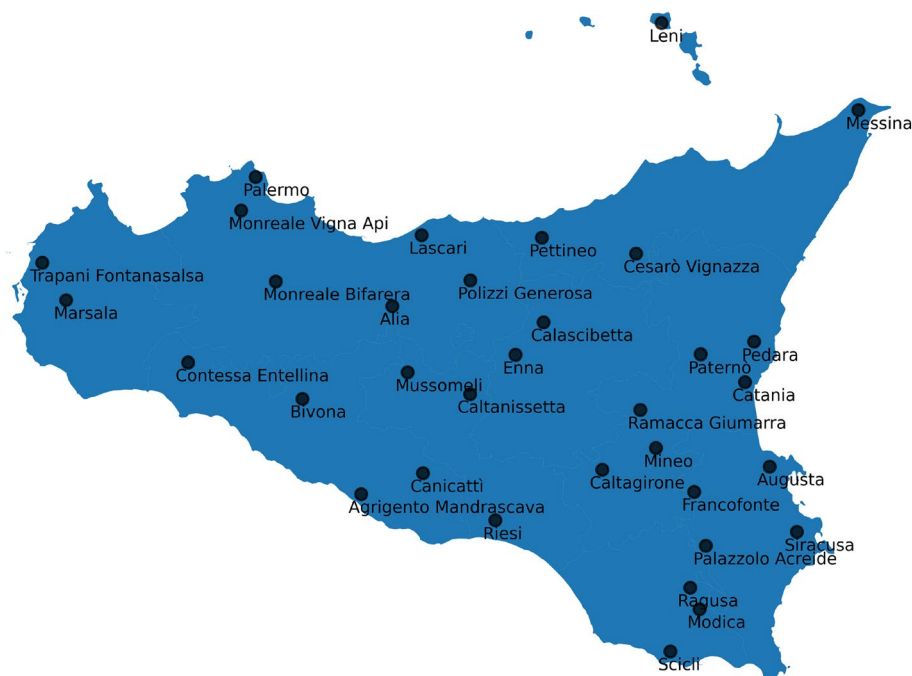 Leni
Messina
Palermo
Monreale Vigna Api
Lascari
Pettineo
Cesarò Vignazza
Trapani Fontanasalsa
Monreale Bifarera
Polizzi Generosa
Marsala
Alia
Calascibetta
Pedara
Enna
Paternò
Contessa Entellina
Mussomeli
Catania
Bivona
Caltanissetta
Ramacca Giumarra
Mineo
Augusta
Caltagirone
Canicattì
Francofonte
Agrigento Mandrascava
Riesi
Siracusa
Palazzolo Acreide
Ragusa
Modica
Scicli